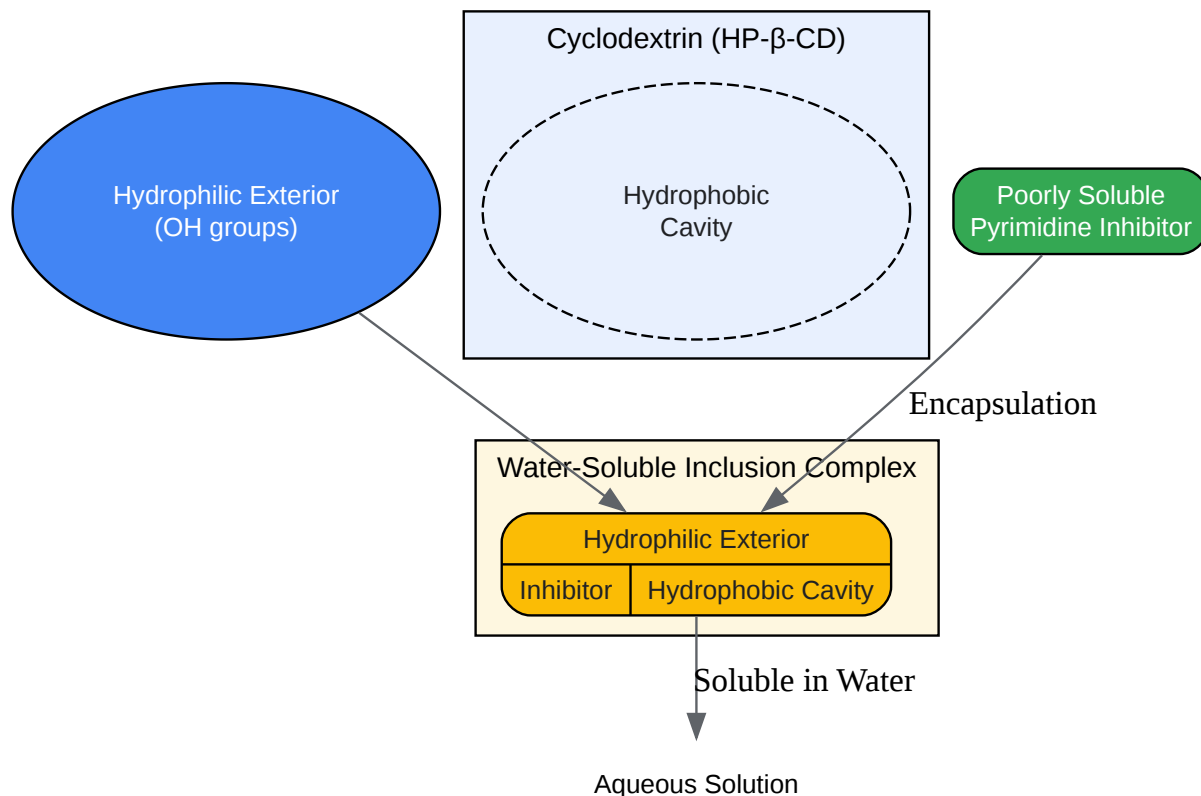 Cyclodextrin (HP-β-CD)
Hydrophilic Exterior
(OH groups)
Hydrophobic
Cavity
Poorly Soluble
Pyrimidine Inhibitor
Encapsulation
Water-Soluble Inclusion Complex
Hydrophilic Exterior
Inhibitor
Hydrophobic Cavity
Soluble in Water
Aqueous Solution